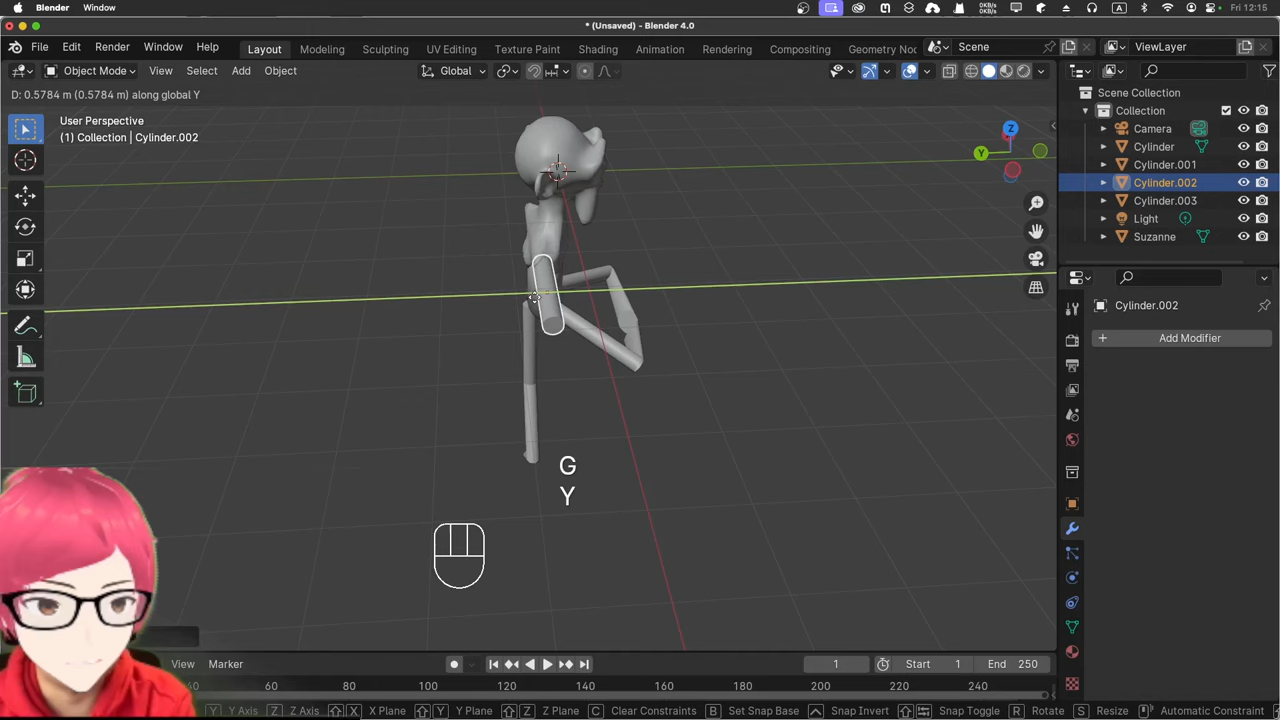 Blender Window Fri 12:15
* (Unsaved) - Blender 4.0
File Edit Render Window Help Layout Modeling Sculpting UV Editing Texture Paint Shading Animation Rendering Compositing Geometry Noc Scene ViewLayer
Object Mode View Select Add Object Global
D: 0.5784 m (0.5784 m) along global Y
User Perspective
(1) Collection | Cylinder.002
Z
Y
Scene Collection
Collection
Camera
Cylinder
Cylinder.001
Cylinder.002
Cylinder.003
Light
Suzanne
Cylinder.002
+ Add Modifier
G
Y
View Marker 1 Start 1 End 250
40 60 80 100 120 140 160 180 200 220 240
Y Y Axis Z Z Axis X X Plane Y Y Plane Z Z Plane C Clear Constraints B Set Snap Base Snap Invert Snap Toggle G Move R Rotate S Resize Automatic Constraint